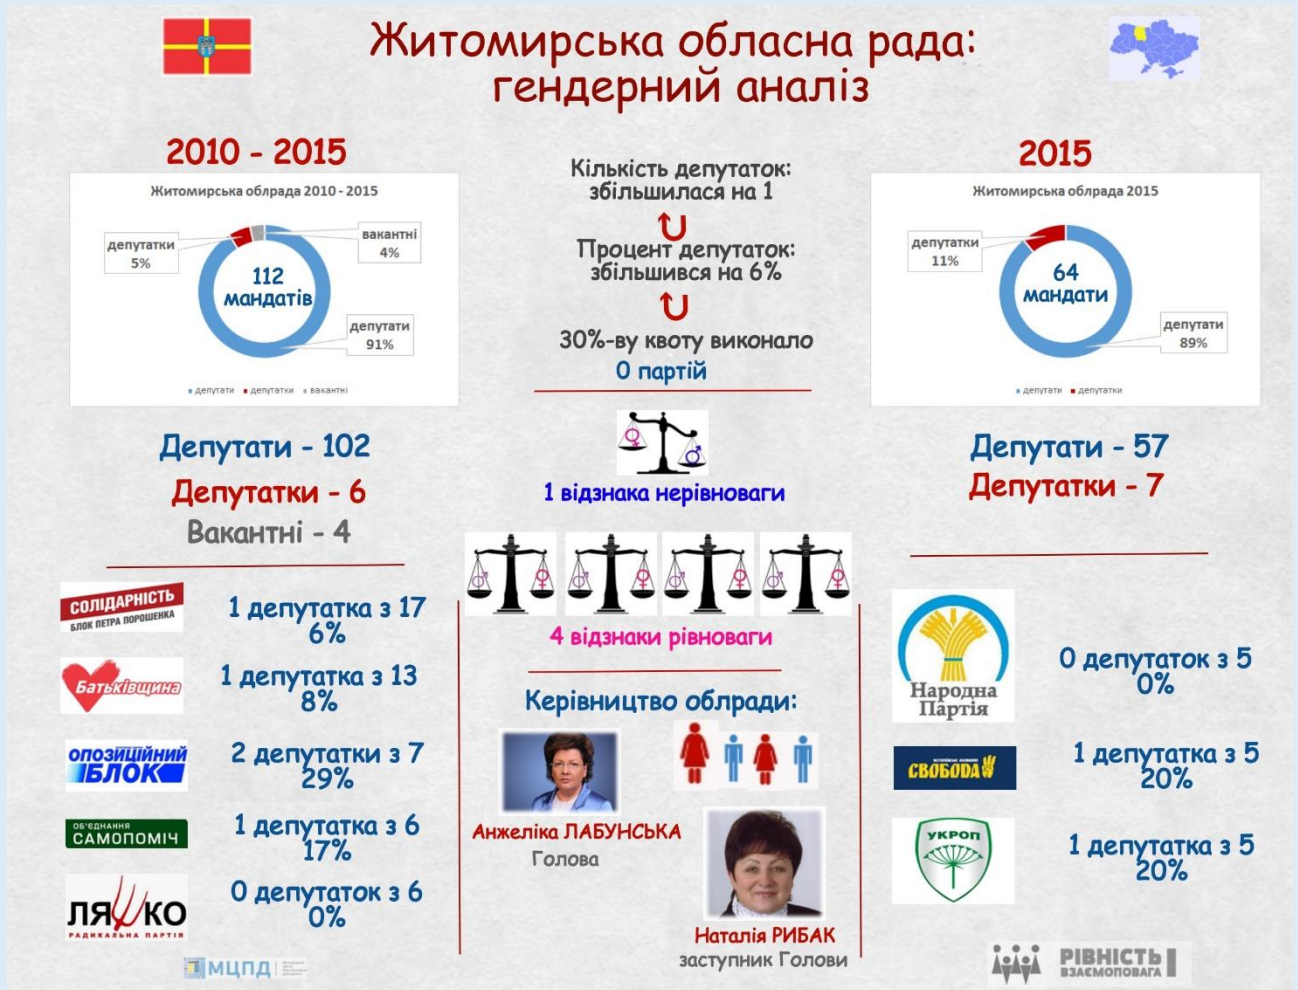 Житомирська обласна рада:
гендерний аналіз
2010 - 2015
Житомирська облрада 2010 - 2015
депутатки
5%
вакантні
4%
112
мандатів
депутати
91%
депутати депутатки вакантні
Депутати - 102
Депутатки - 6
Вакантні - 4
Кількість депутаток:
збільшилася на 1
Процент депутаток:
збільшився на 6%
30%-ву квоту виконало
0 партій
1 відзнака нерівноваги
4 відзнаки рівноваги
2015
Житомирська облрада 2015
депутатки
11%
64
мандати
депутати
89%
депутати депутатки
Депутати - 57
Депутатки - 7
СОЛІДАРНІСТЬ
БЛОК ПЕТРА ПОРОШЕНКА
1 депутатка з 17
6%
Батьківщина
1 депутатка з 13
8%
ОПОЗИЦІЙНИЙ
БЛОК
2 депутатки з 7
29%
ОБ'ЄДНАННЯ
САМОПОМІЧ
1 депутатка з 6
17%
ЛЯШКО
РАДИКАЛЬНА ПАРТІЯ
0 депутаток з 6
0%
Керівництво облради:
Анжеліка ЛАБУНСЬКА
Голова
Наталія РИБАК
заступник Голови
Народна
Партія
0 депутаток з 5
0%
СВОБОДА
1 депутатка з 5
20%
УКРОП
1 депутатка з 5
20%
МЦПД
РІВНІСТЬ
ВЗАЄМОПОВАГА